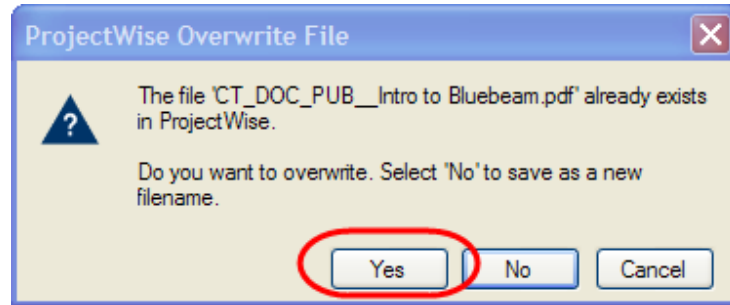 ProjectWise Overwrite File
The file 'CT_DOC_PUB__Intro to Bluebeam.pdf' already exists
in ProjectWise.
Do you want to overwrite. Select 'No' to save as a new
filename.
Yes No Cancel